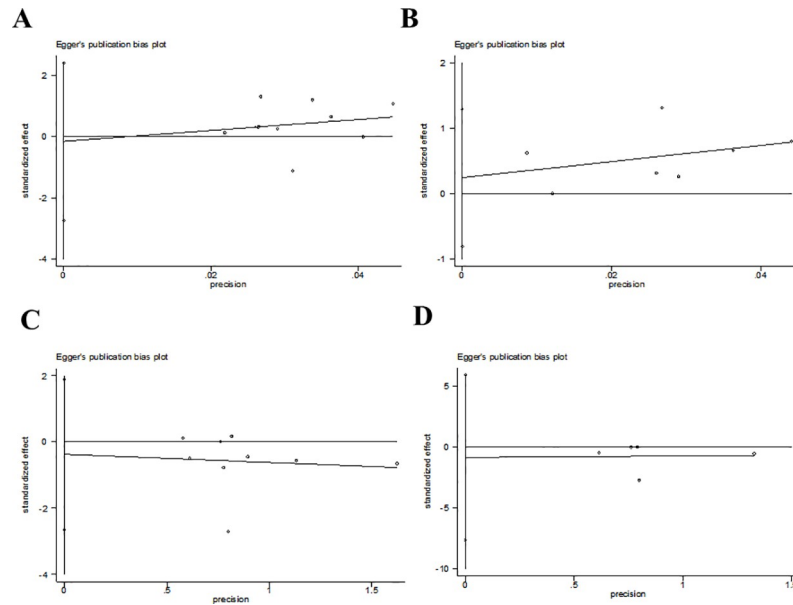 A
Egger's publication bias plot
standardized effect
2
0
-2
-4
0
.02
.04
precision
B
Egger's publication bias plot
standardized effect
2
1
0
-1
0
.02
.04
precision
C
Egger's publication bias plot
standardized effect
2
0
-2
-4
0
.5
1
1.5
precision
D
Egger's publication bias plot
standardized effect
5
0
-5
-10
0
.5
1
1.5
precision